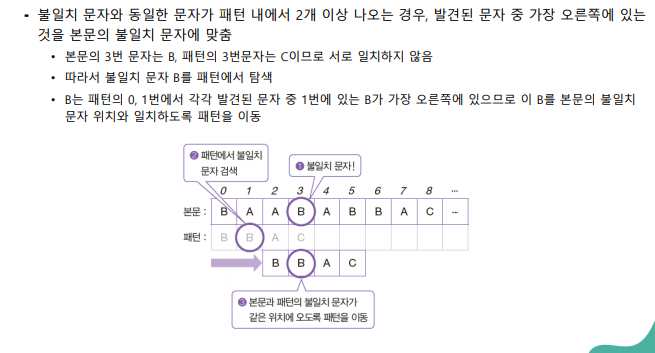 - 불일치 문자와 동일한 문자가 패턴 내에서 2개 이상 나오는 경우, 발견된 문자 중 가장 오른쪽에 있는
것을 본문의 불일치 문자에 맞춤
• 본문의 3번 문자는 B, 패턴의 3번문자는 C이므로 서로 일치하지 않음
• 따라서 불일치 문자 B를 패턴에서 탐색
• B는 패턴의 0, 1번에서 각각 발견된 문자 중 1번에 있는 B가 가장 오른쪽에 있으므로 이 B를 본문의 불일치
문자 위치와 일치하도록 패턴을 이동
❷ 패턴에서 불일치
문자 검색
❶ 불일치 문자!
0 1 2 3 4 5 6 7 8 ···
본문 : B A A B A B B A C ···
패턴 : B B A C
B B A C
❸ 본문과 패턴의 불일치 문자가
같은 위치에 오도록 패턴을 이동